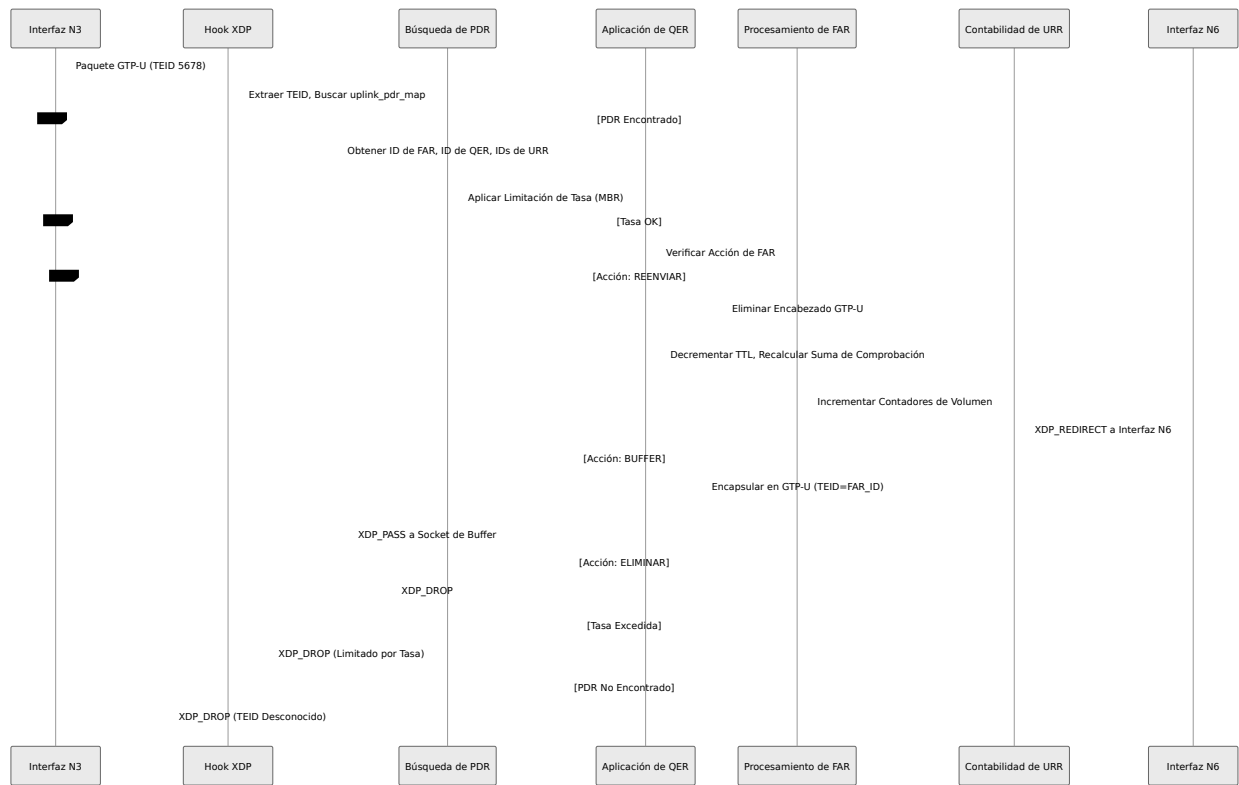 Interfaz N3
Hook XDP
Búsqueda de PDR
Aplicación de QER
Procesamiento de FAR
Contabilidad de URR
Interfaz N6
Paquete GTP-U (TEID 5678)
Extraer TEID, Buscar uplink_pdr_map
[PDR Encontrado]
Obtener ID de FAR, ID de QER, IDs de URR
Aplicar Limitación de Tasa (MBR)
[Tasa OK]
Verificar Acción de FAR
[Acción: REENVIAR]
Eliminar Encabezado GTP-U
Decrementar TTL, Recalcular Suma de Comprobación
Incrementar Contadores de Volumen
XDP_REDIRECT a Interfaz N6
[Acción: BUFFER]
Encapsular en GTP-U (TEID=FAR_ID)
XDP_PASS a Socket de Buffer
[Acción: ELIMINAR]
XDP_DROP
[Tasa Excedida]
XDP_DROP (Limitado por Tasa)
[PDR No Encontrado]
XDP_DROP (TEID Desconocido)
Interfaz N3
Hook XDP
Búsqueda de PDR
Aplicación de QER
Procesamiento de FAR
Contabilidad de URR
Interfaz N6